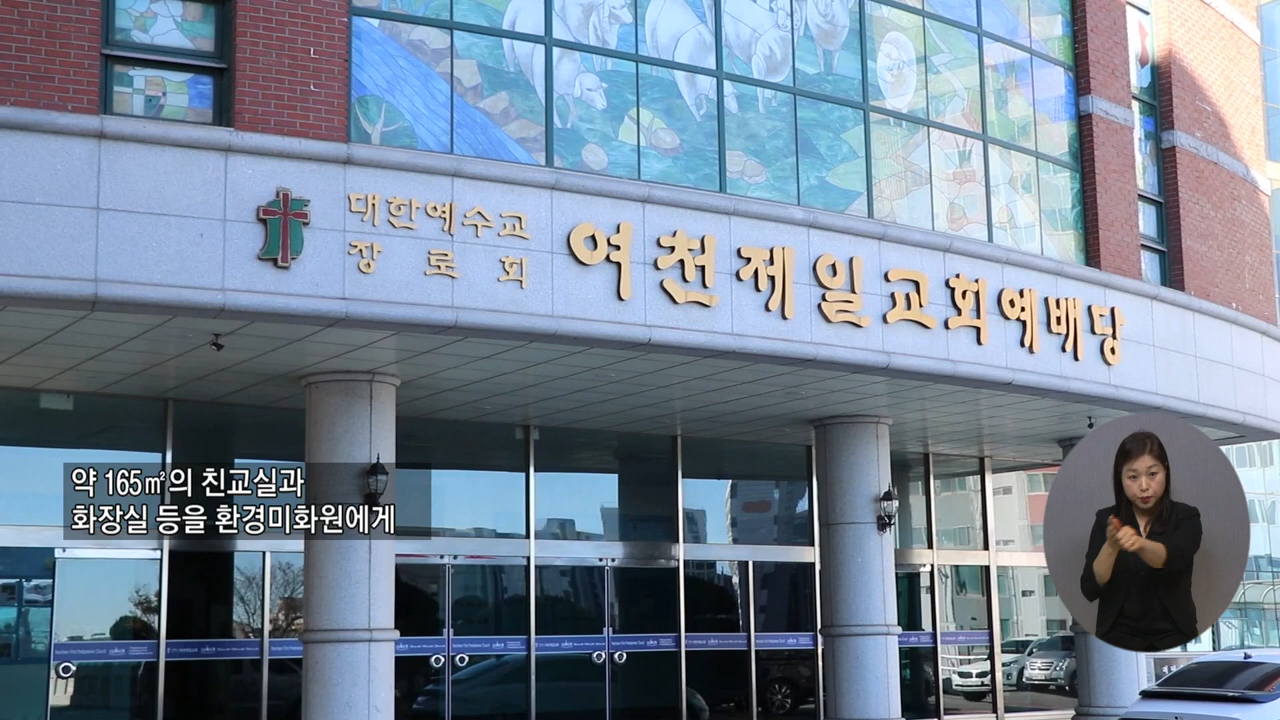 대한예수교
장로회
여천제일교회예배당
약 165㎡의 친교실과
화장실 등을 환경미화원에게